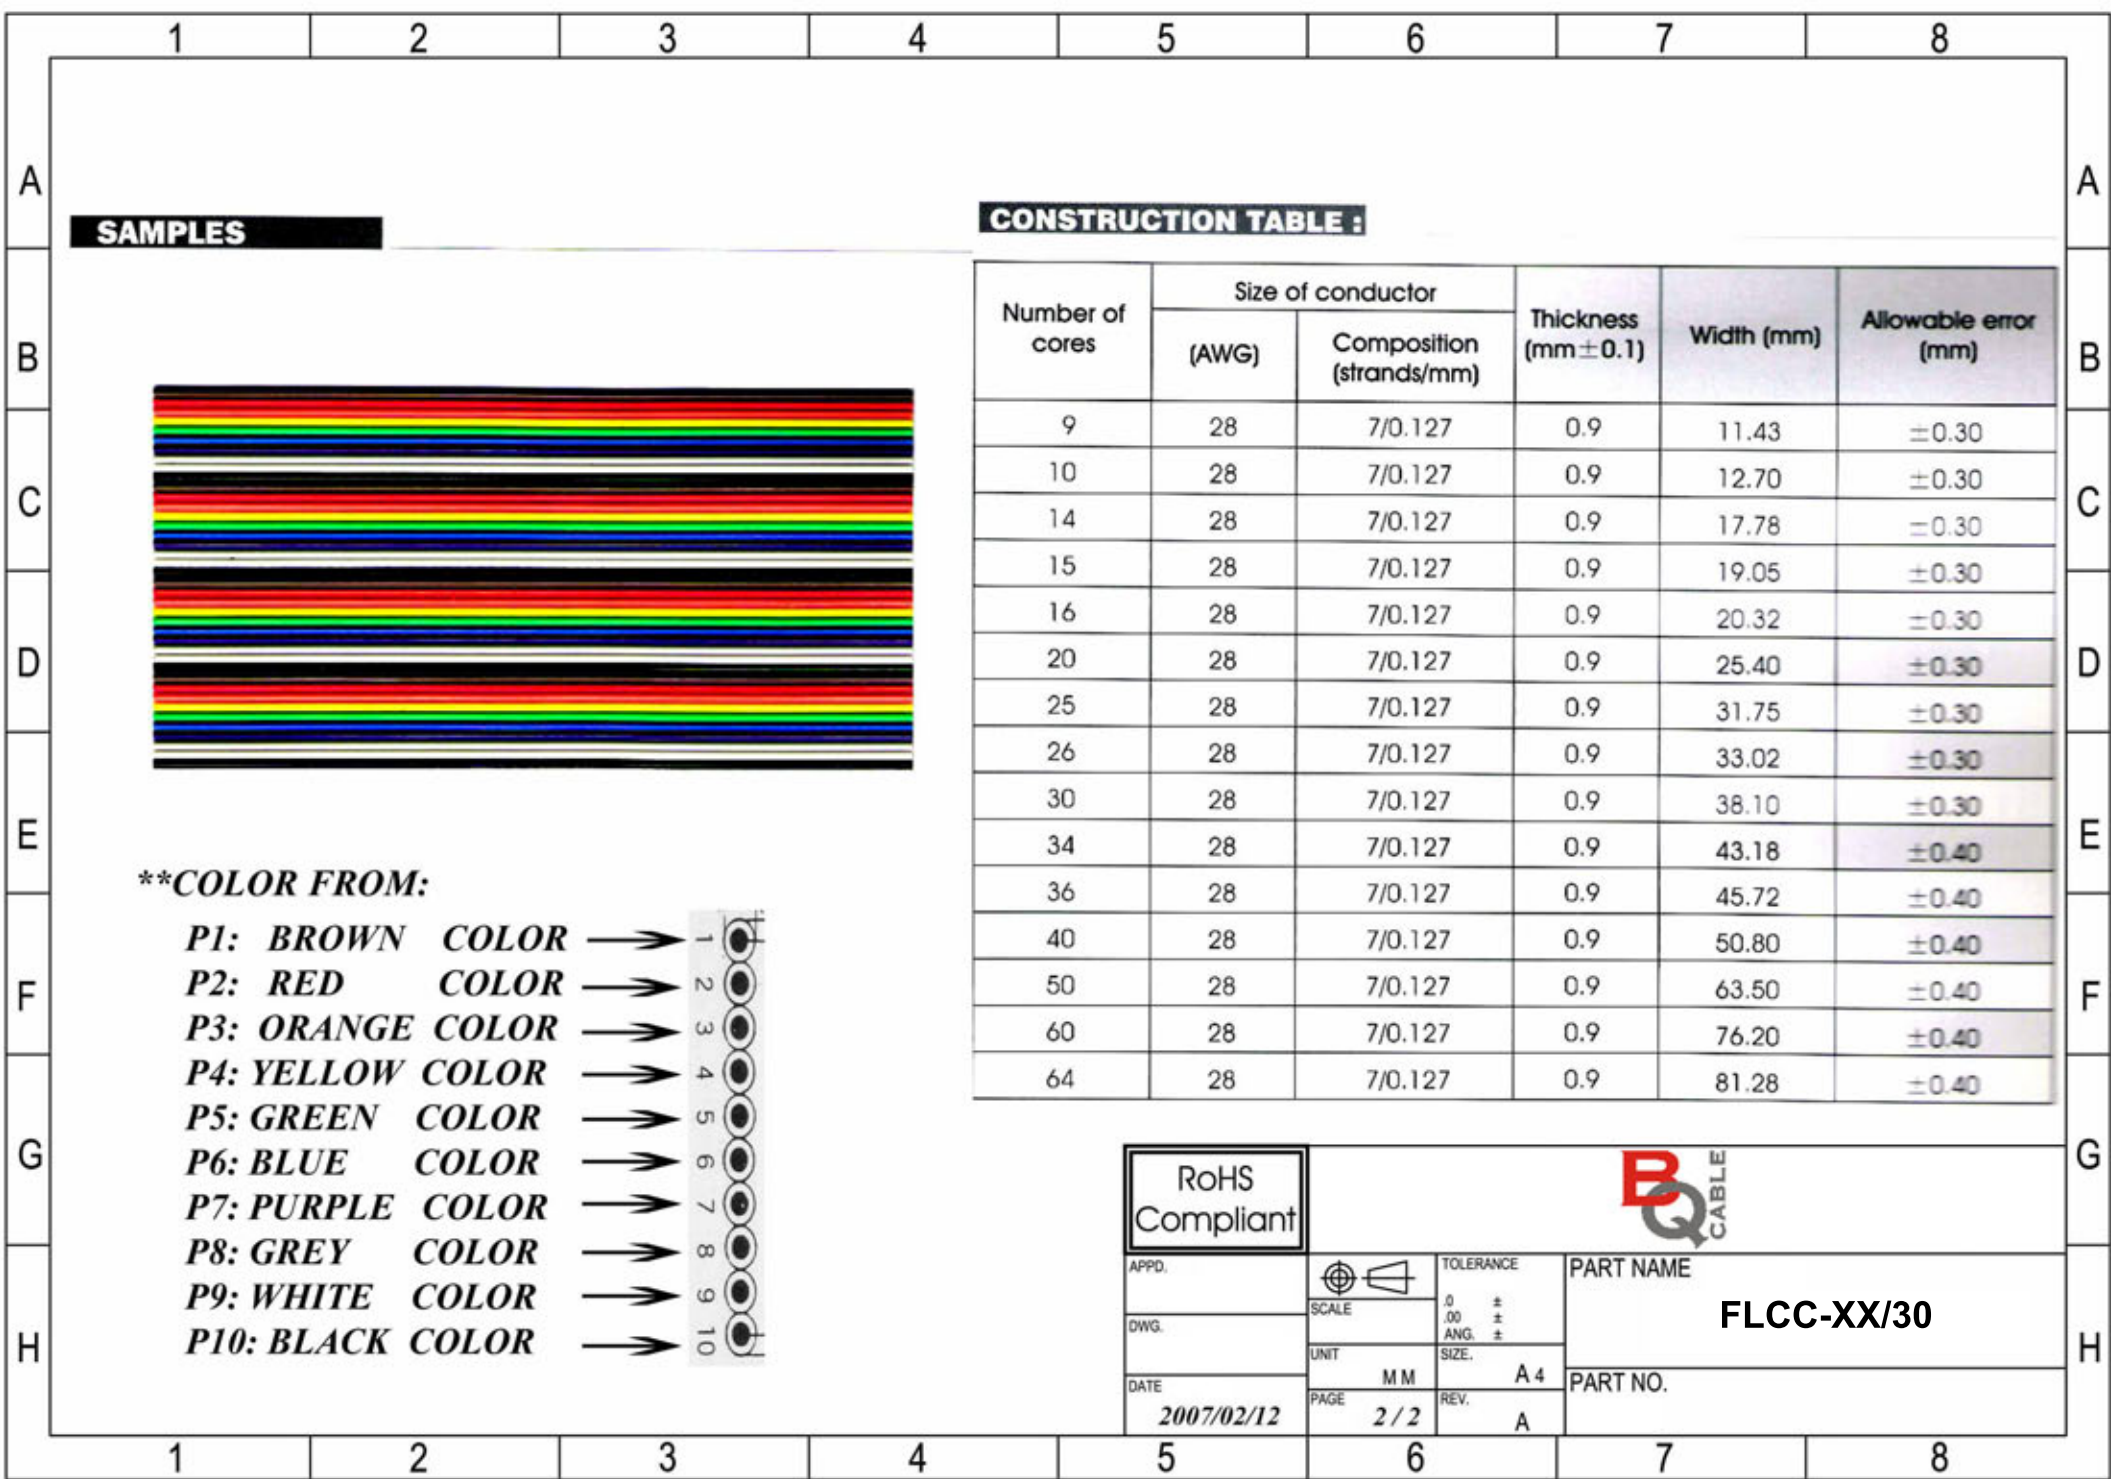 1 2 3 4 5 6 7 8
A A
SAMPLES
CONSTRUCTION TABLE :
Number of cores Size of conductor Thickness (mm±0.1) Width (mm) Allowable error (mm)
(AWG) Composition (strands/mm)
9 28 7/0.127 0.9 11.43 ±0.30
10 28 7/0.127 0.9 12.70 ±0.30
14 28 7/0.127 0.9 17.78 ±0.30
15 28 7/0.127 0.9 19.05 ±0.30
16 28 7/0.127 0.9 20.32 ±0.30
20 28 7/0.127 0.9 25.40 ±0.30
25 28 7/0.127 0.9 31.75 ±0.30
26 28 7/0.127 0.9 33.02 ±0.30
30 28 7/0.127 0.9 38.10 ±0.30
34 28 7/0.127 0.9 43.18 ±0.40
36 28 7/0.127 0.9 45.72 ±0.40
40 28 7/0.127 0.9 50.80 ±0.40
50 28 7/0.127 0.9 63.50 ±0.40
60 28 7/0.127 0.9 76.20 ±0.40
64 28 7/0.127 0.9 81.28 ±0.40
B B
C C
D D
E E
**COLOR FROM:
P1: BROWN COLOR 1
P2: RED COLOR 2
P3: ORANGE COLOR 3
P4: YELLOW COLOR 4
P5: GREEN COLOR 5
P6: BLUE COLOR 6
P7: PURPLE COLOR 7
P8: GREY COLOR 8
P9: WHITE COLOR 9
P10: BLACK COLOR 10
F F
G G
H H
RoHS
Compliant
BQ CABLE
APPD.
DWG.
DATE
2007/02/12
SCALE
UNIT
MM
PAGE
2/2
TOLERANCE
.0 ±
.00 ±
ANG. ±
SIZE.
A4
REV.
A
PART NAME
FLCC-XX/30
PART NO.
1 2 3 4 5 6 7 8